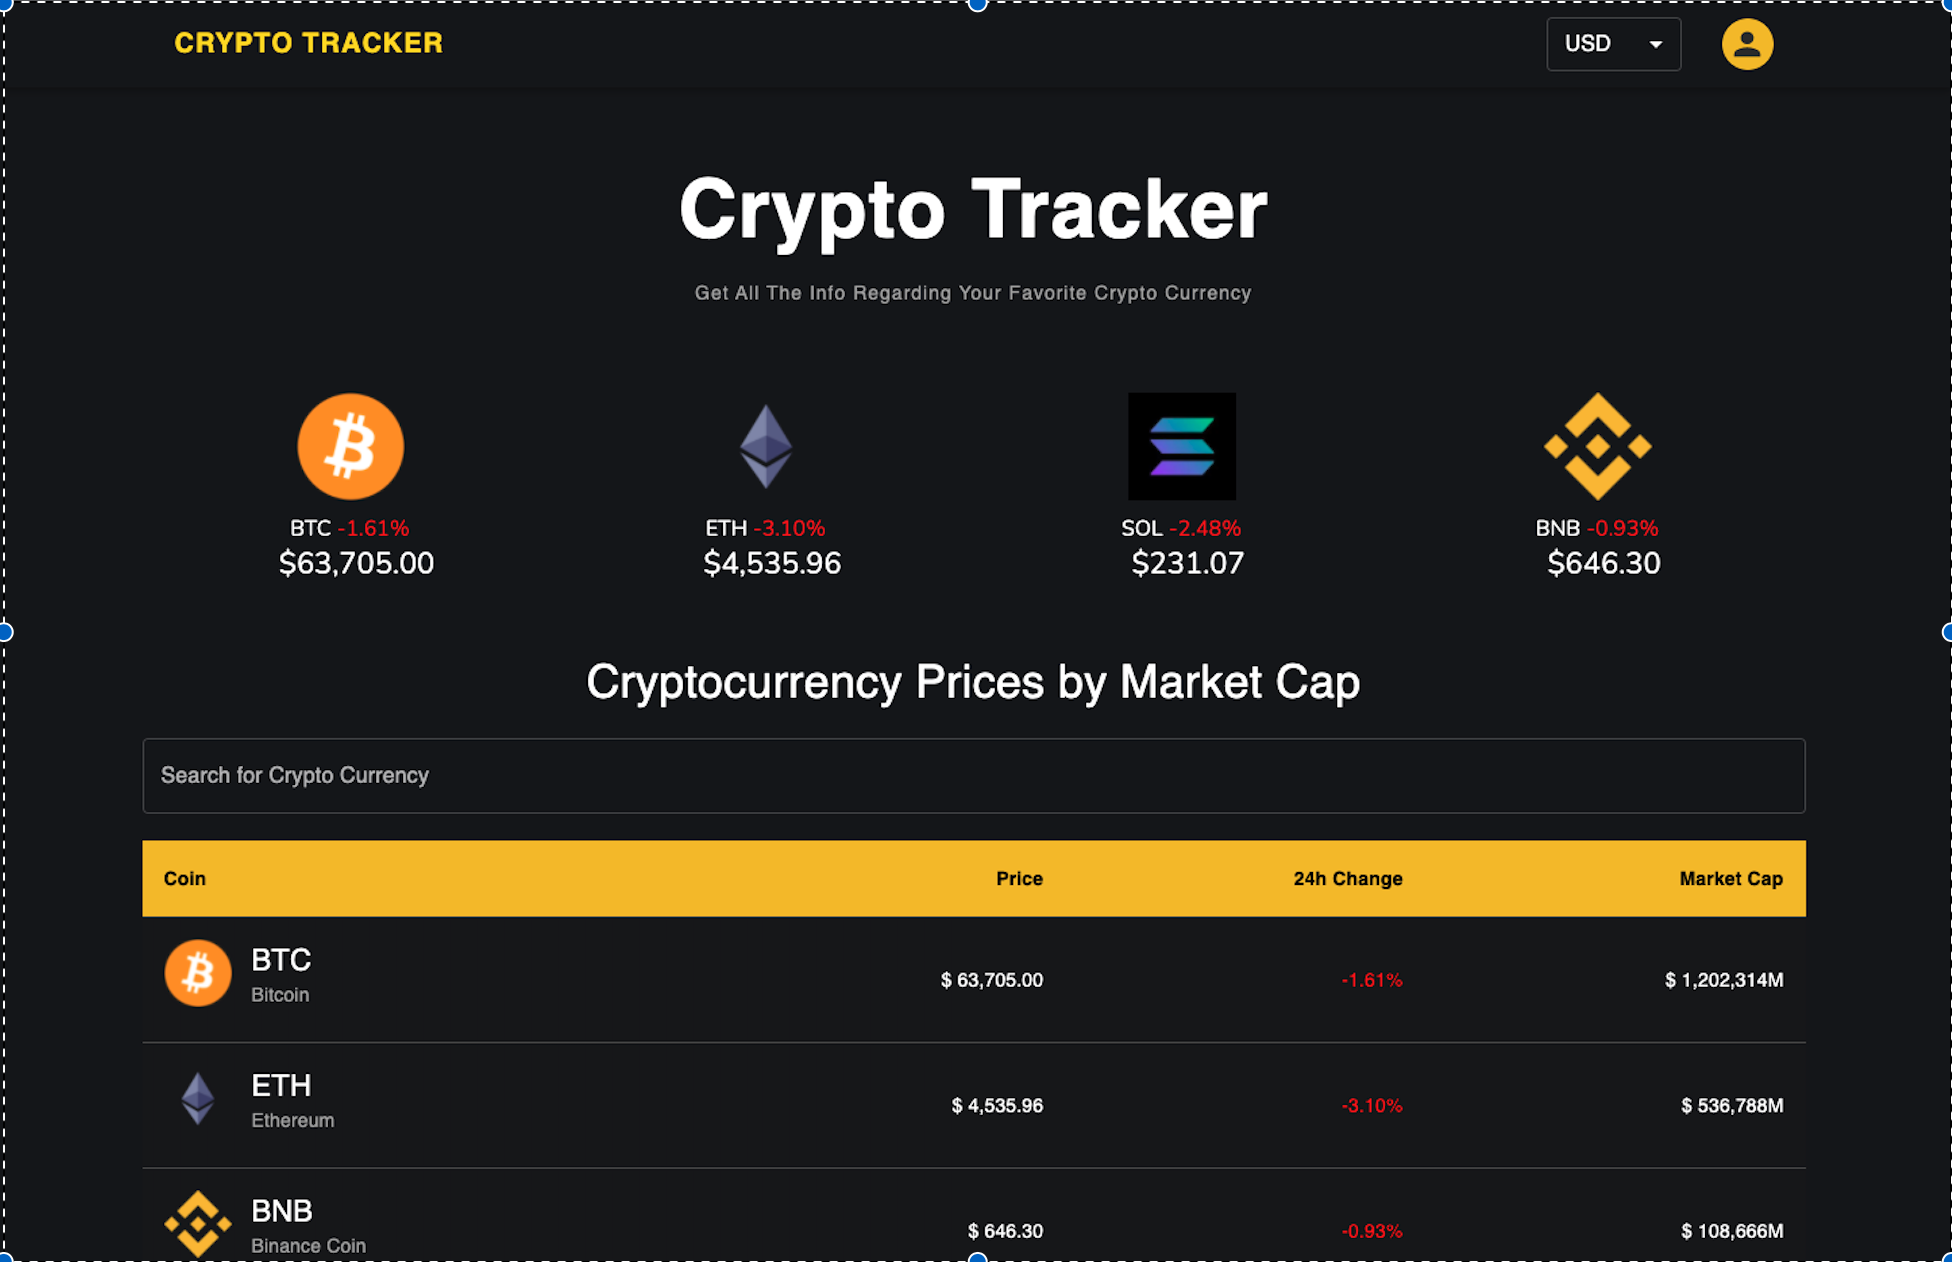 CRYPTO TRACKER
USD
Crypto Tracker
Get All The Info Regarding Your Favorite Crypto Currency
BTC -1.61%
$63,705.00
ETH -3.10%
$4,535.96
SOL -2.48%
$231.07
BNB -0.93%
$646.30
Cryptocurrency Prices by Market Cap
Search for Crypto Currency
Coin Price 24h Change Market Cap
BTC
Bitcoin
$ 63,705.00 -1.61% $ 1,202,314M
ETH
Ethereum
$ 4,535.96 -3.10% $ 536,788M
BNB
Binance Coin
$ 646.30 -0.93% $ 108,666M